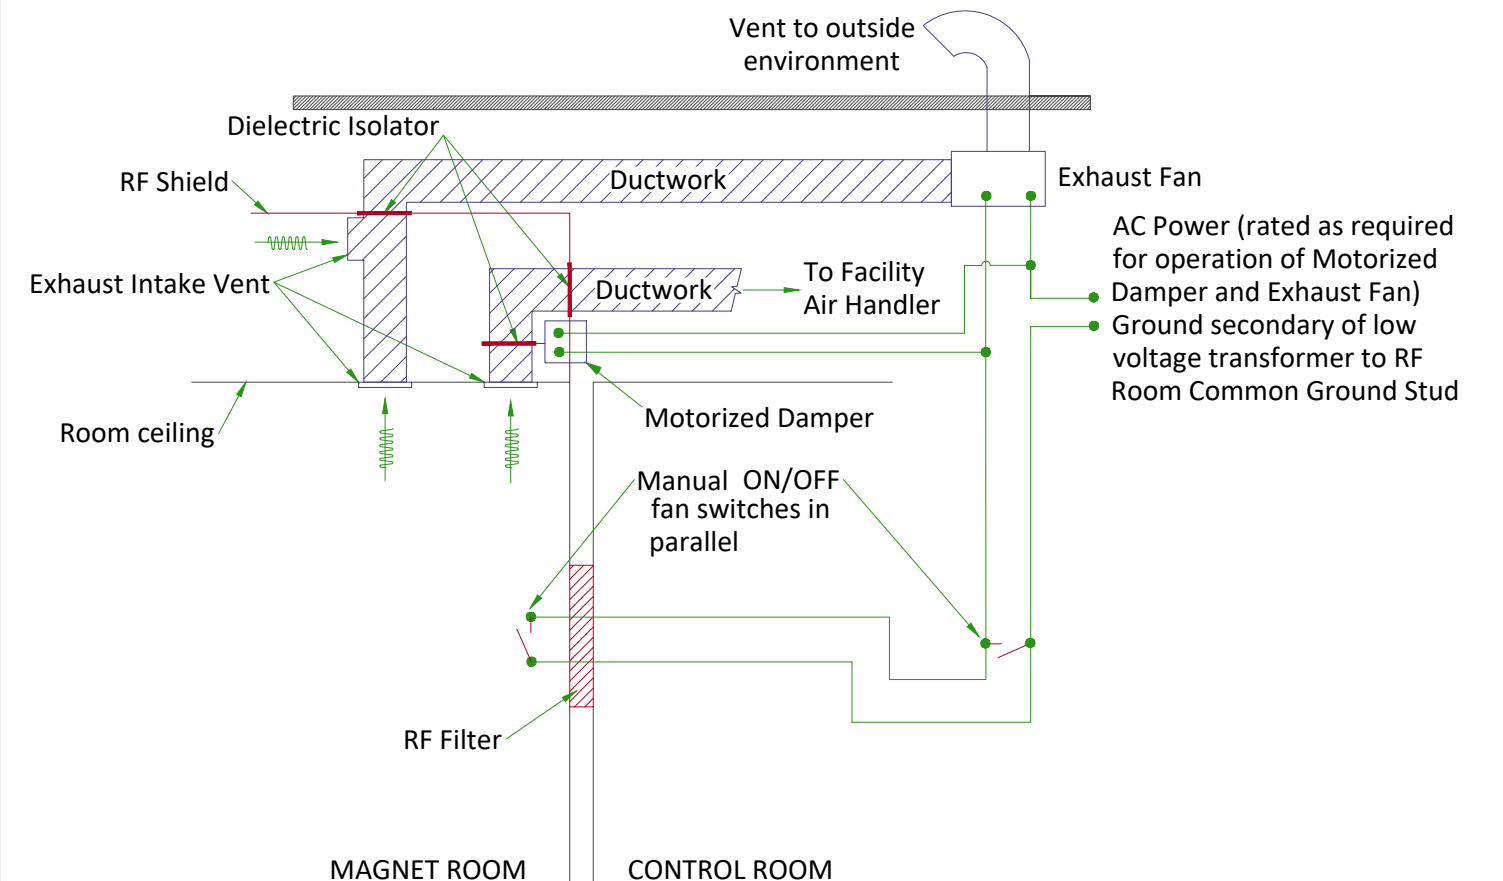 Vent to outside
environment
Dielectric Isolator
RF Shield
Ductwork
Exhaust Fan
AC Power (rated as required
for operation of Motorized
Damper and Exhaust Fan)
Ground secondary of low
voltage transformer to RF
Room Common Ground Stud
Exhaust Intake Vent
Ductwork
To Facility
Air Handler
Room ceiling
Motorized Damper
Manual ON/OFF
fan switches in
parallel
RF Filter
MAGNET ROOM
CONTROL ROOM